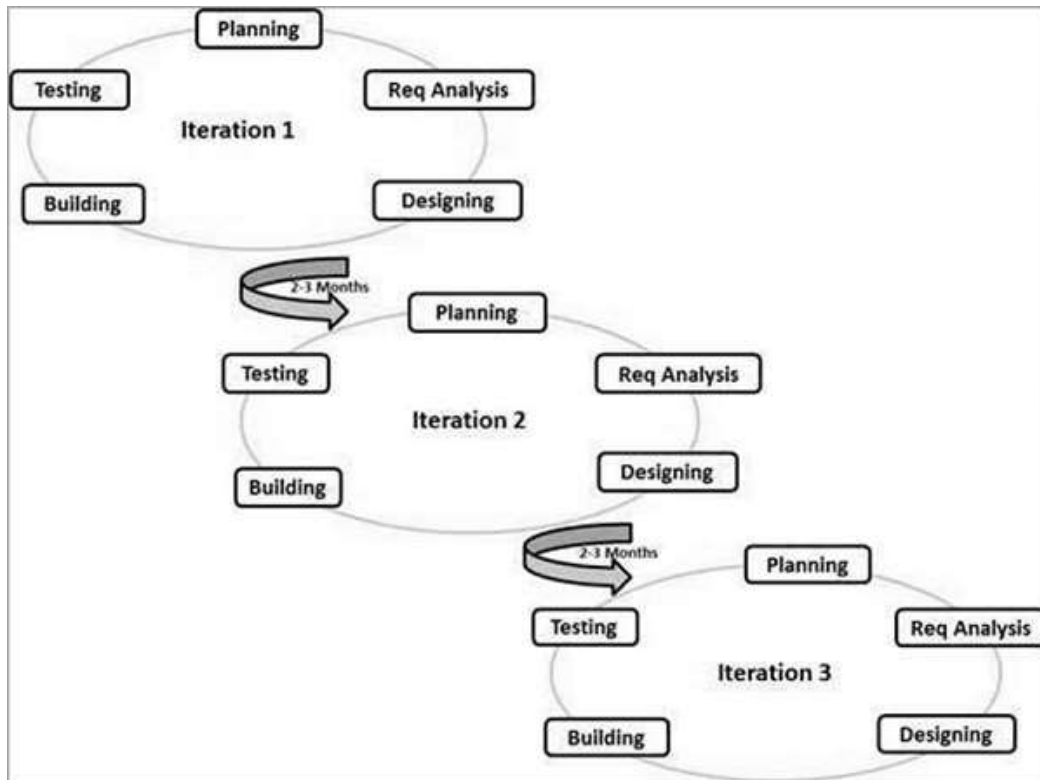 Planning
Testing
Req Analysis
Iteration 1
Building
Designing
2-3 Months
Planning
Testing
Req Analysis
Iteration 2
Building
Designing
2-3 Months
Planning
Testing
Req Analysis
Iteration 3
Building
Designing